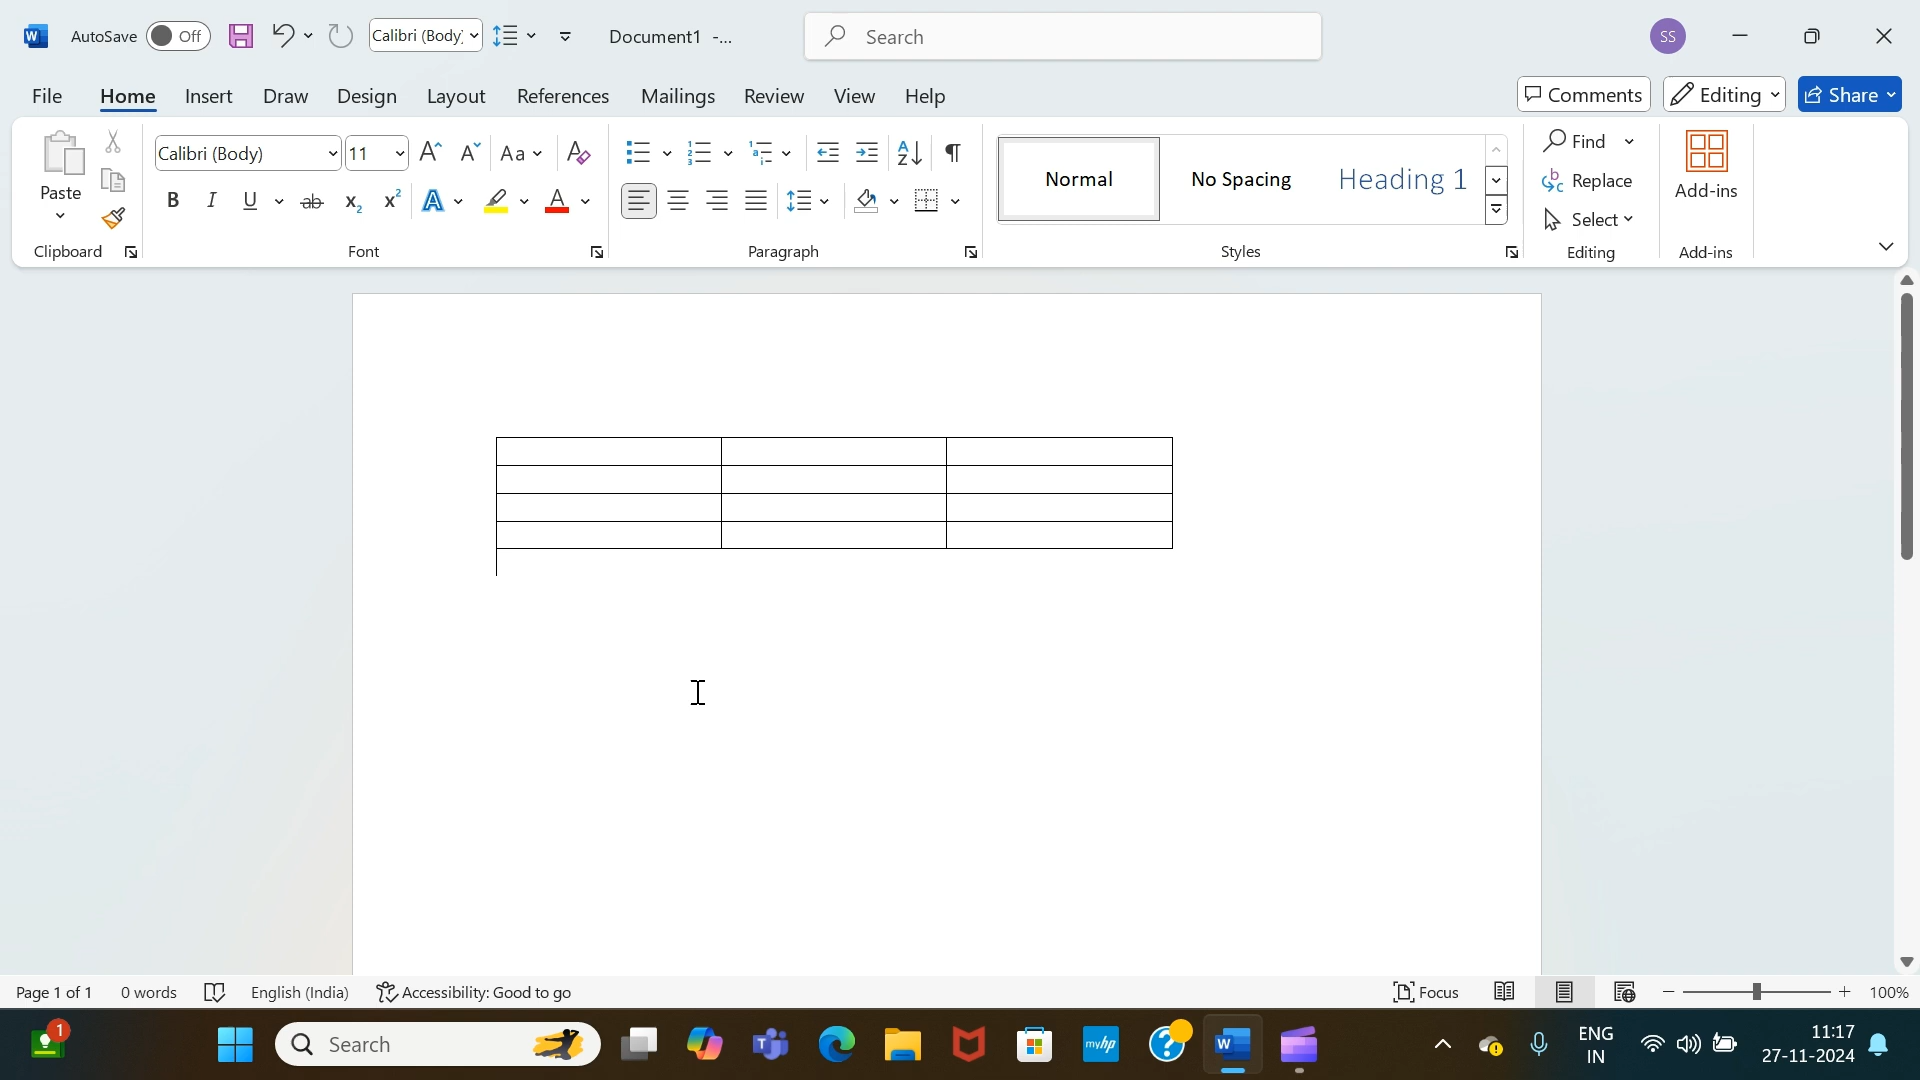 AutoSave Off Calibri (Body) Document1 -... Search SS
File Home Insert Draw Design Layout References Mailings Review View Help Comments Editing Share
Paste
Calibri (Body) 11 Aa
Normal No Spacing Heading 1
Find
Replace
Select
Add-ins
Clipboard Font Paragraph Styles Editing Add-ins
Page 1 of 1 0 words English (India) Accessibility: Good to go Focus 100%
1 Search myhp ENG
IN
11:17
27-11-2024